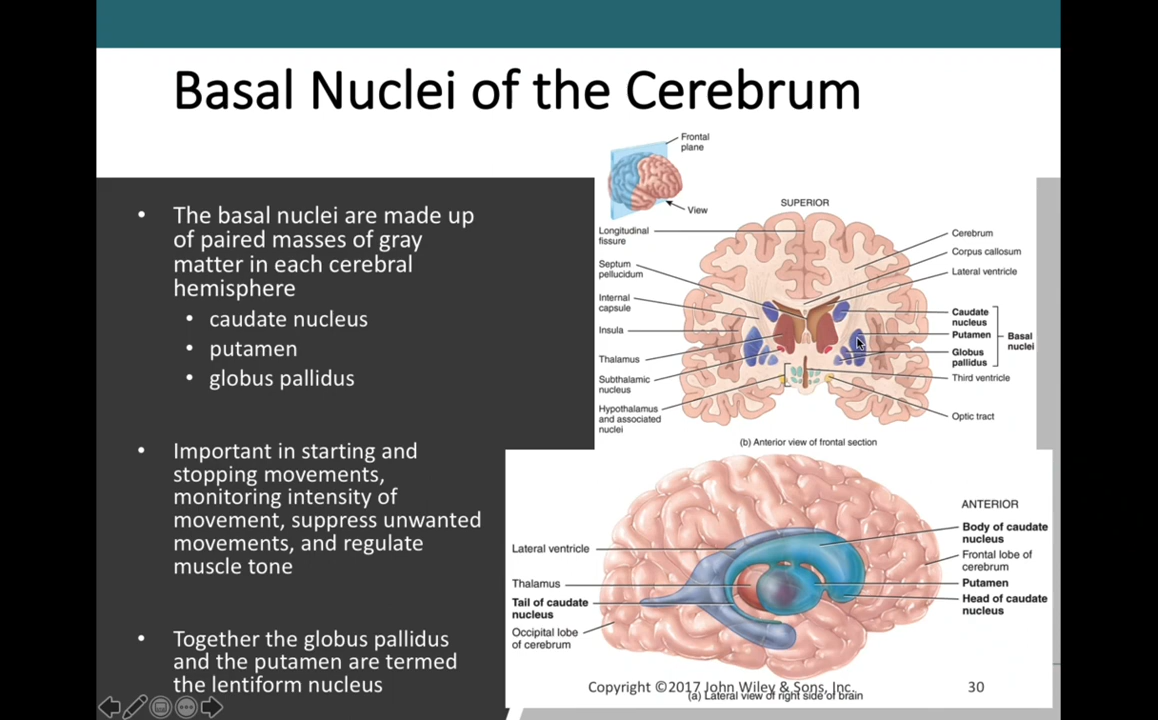 Basal Nuclei of the Cerebrum
• The basal nuclei are made up
of paired masses of gray
matter in each cerebral
hemisphere
• caudate nucleus
• putamen
• globus pallidus
• Important in starting and
stopping movements,
monitoring intensity of
movement, suppress unwanted
movements, and regulate
muscle tone
• Together the globus pallidus
and the putamen are termed
the lentiform nucleus
Frontal
plane
View
SUPERIOR
Longitudinal
fissure
Septum
pellucidum
Internal
capsule
Insula
Thalamus
Subthalamic
nucleus
Hypothalamus
and associated
nuclei
Cerebrum
Corpus callosum
Lateral ventricle
Caudate
nucleus
Putamen
Globus
pallidus
Basal
nuclei
Third ventricle
Optic tract
(b) Anterior view of frontal section
ANTERIOR
Lateral ventricle
Thalamus
Tail of caudate
nucleus
Occipital lobe
of cerebrum
Body of caudate
nucleus
Frontal lobe of
cerebrum
Putamen
Head of caudate
nucleus
Copyright ©2017 John Wiley & Sons, Inc.
30
(a) Lateral view of right side of brain